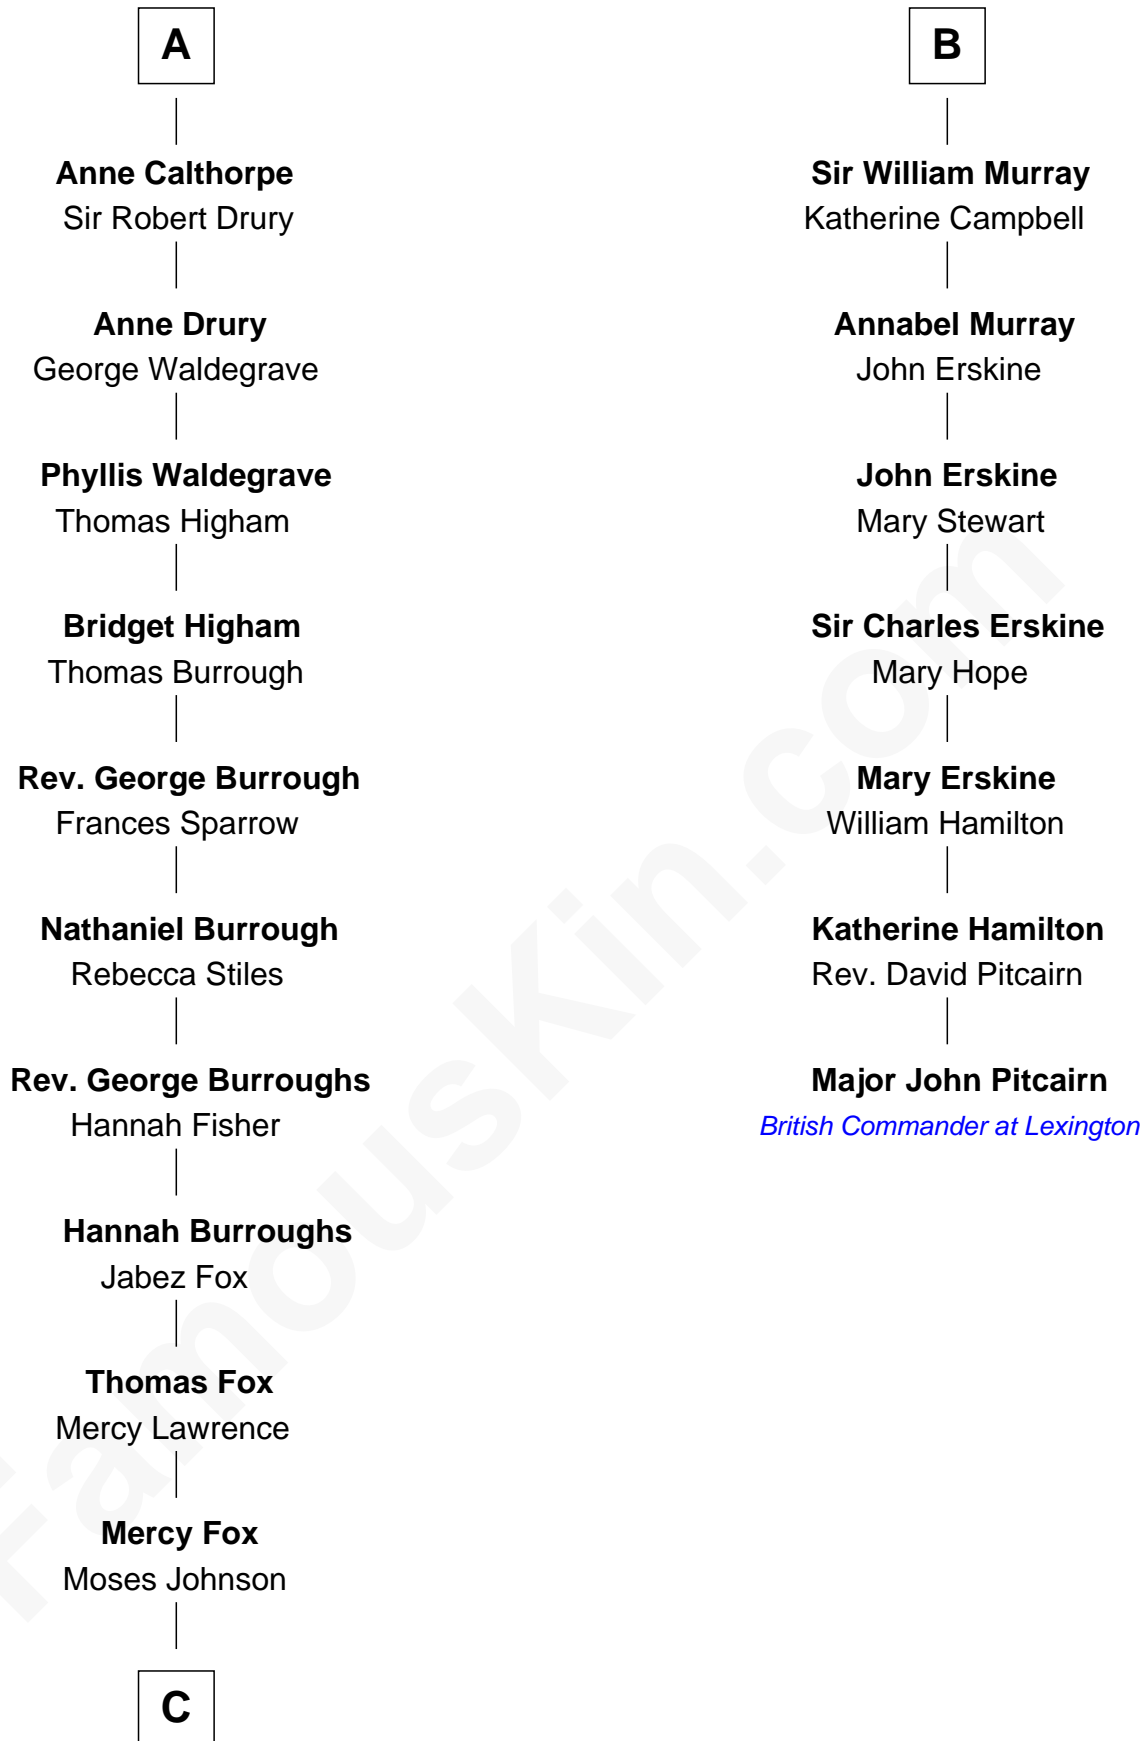 A
Anne Calthorpe
Sir Robert Drury
Anne Drury
George Waldegrave
Phyllis Waldegrave
Thomas Higham
Bridget Higham
Thomas Burrough
Rev. George Burrough
Frances Sparrow
Nathaniel Burrough
Rebecca Stiles
Rev. George Burroughs
Hannah Fisher
Hannah Burroughs
Jabez Fox
Thomas Fox
Mercy Lawrence
Mercy Fox
Moses Johnson
C
B
Sir William Murray
Katherine Campbell
Annabel Murray
John Erskine
John Erskine
Mary Stewart
Sir Charles Erskine
Mary Hope
Mary Erskine
William Hamilton
Katherine Hamilton
Rev. David Pitcairn
Major John Pitcairn
British Commander at Lexington
FamousKin.com